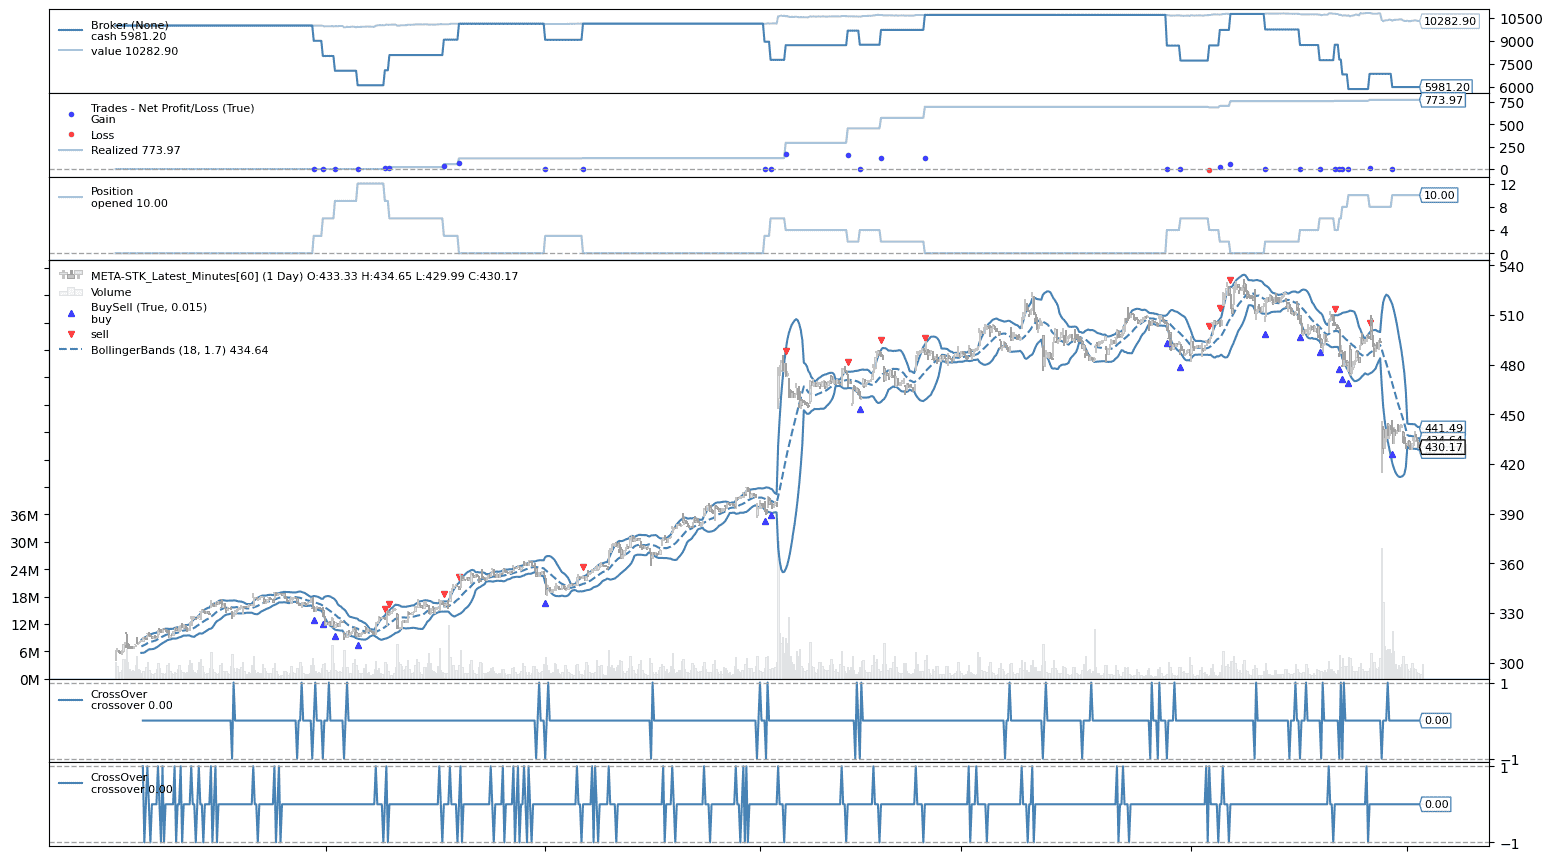 Broker (None)
cash 5981.20
value 10282.90
10500
10282.90
9000
7500
6000
5981.20
Trades - Net Profit/Loss (True)
Gain
Loss
Realized 773.97
773.97
750
500
250
0
Position
opened 10.00
12
10.00
8
4
0
META-STK_Latest_Minutes[60] (1 Day) O:433.33 H:434.65 L:429.99 C:430.17
Volume
BuySell (True, 0.015)
buy
sell
BollingerBands (18, 1.7) 434.64
540
510
480
450
441.49
434.64
430.17
420
390
360
330
300
36M
30M
24M
18M
12M
6M
0M
CrossOver
crossover 0.00
1
0.00
−1
CrossOver
crossover 0.00
1
0.00
−1